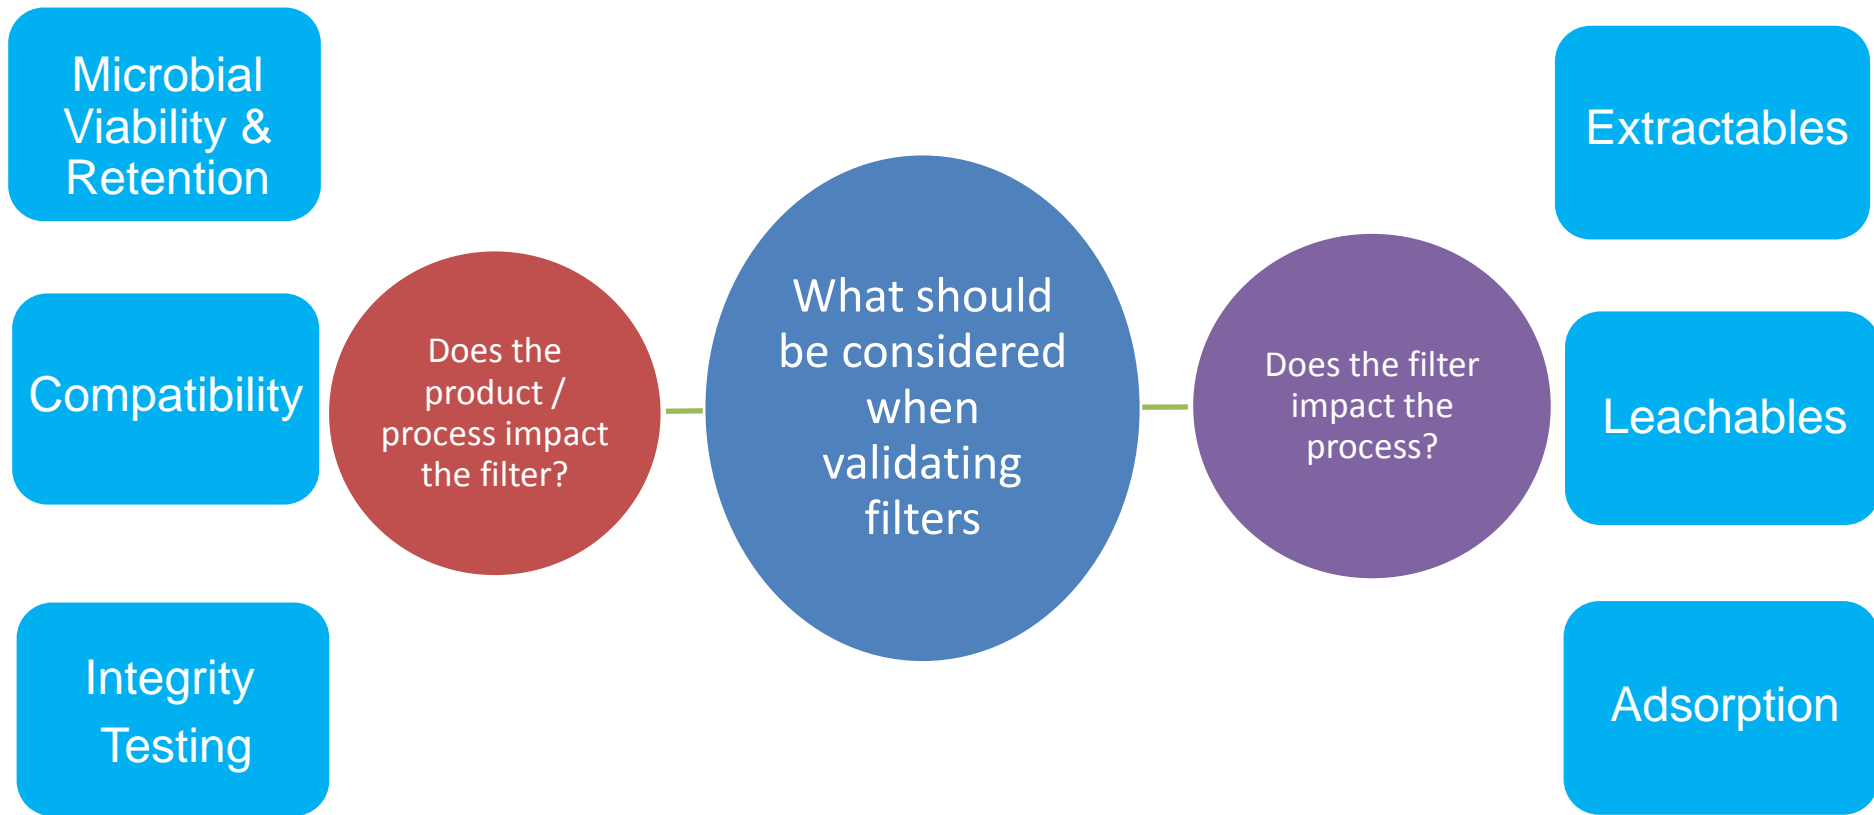 Microbial
Viability &
Retention
Compatibility
Integrity
Testing
Does the
product /
process impact
the filter?
What should
be considered
when
validating
filters
Does the filter
impact the
process?
Extractables
Leachables
Adsorption